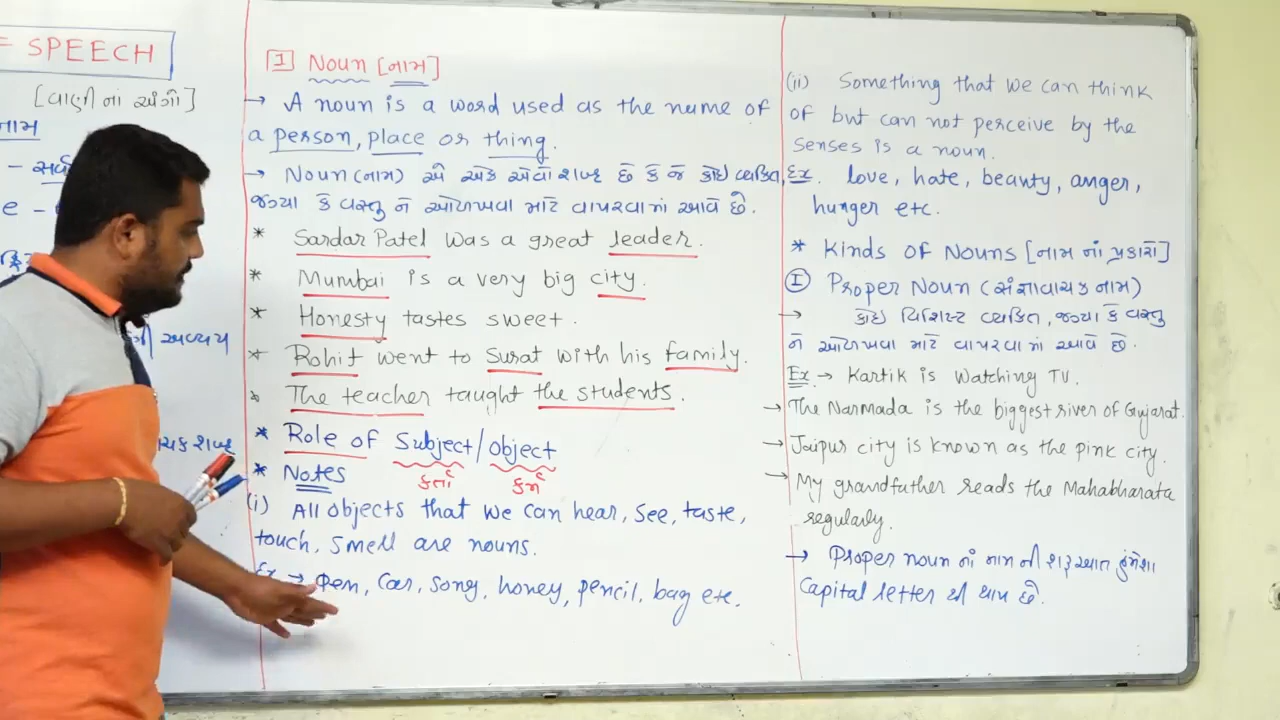 = SPEECH
[વાણીનાં અંગો]
નામ
- સર્વ
e -
અવ્યય
શબ્દ
[I] Noun [નામ]
→ A noun is a word used as the name of
a person, place or thing.
→ Noun (નામ) એ એક એવો શબ્દ છે કે જે કોઈ વ્યકિત,
જગ્યા કે વસ્તુ ને ઓળખવા માટે વાપરવામાં આવે છે.
* Sardar Patel was a great leader.
* Mumbai is a very big city.
* Honesty tastes sweet.
* Rohit went to Surat with his family.
* The teacher taught the students.
* Role of Subject/object
કર્તા કર્મ
* Notes
(i) All objects that we can hear, see, taste,
touch, smell are nouns.
Ex → Pen, Car, song, honey, pencil, bag etc.
(ii) Something that we can think
of but can not perceive by the
senses is a noun.
Ex. love, hate, beauty, anger,
hunger etc.
* Kinds of Nouns [નામ નાં પ્રકારો]
(I) Proper Noun (સંજ્ઞાવાચક નામ)
→ કોઈ વિશિષ્ટ વ્યકિત, જગ્યા કે વસ્તુ
ને ઓળખવા માટે વાપરવામાં આવે છે.
Ex → Kartik is watching TV.
→ The Narmada is the biggest river of Gujarat.
→ Jaipur city is known as the pink city.
→ My grandfather reads the Mahabharata
regularly.
→ Proper noun નાં નામ ની શરૂઆત હંમેશા
Capital letter થી થાય છે.